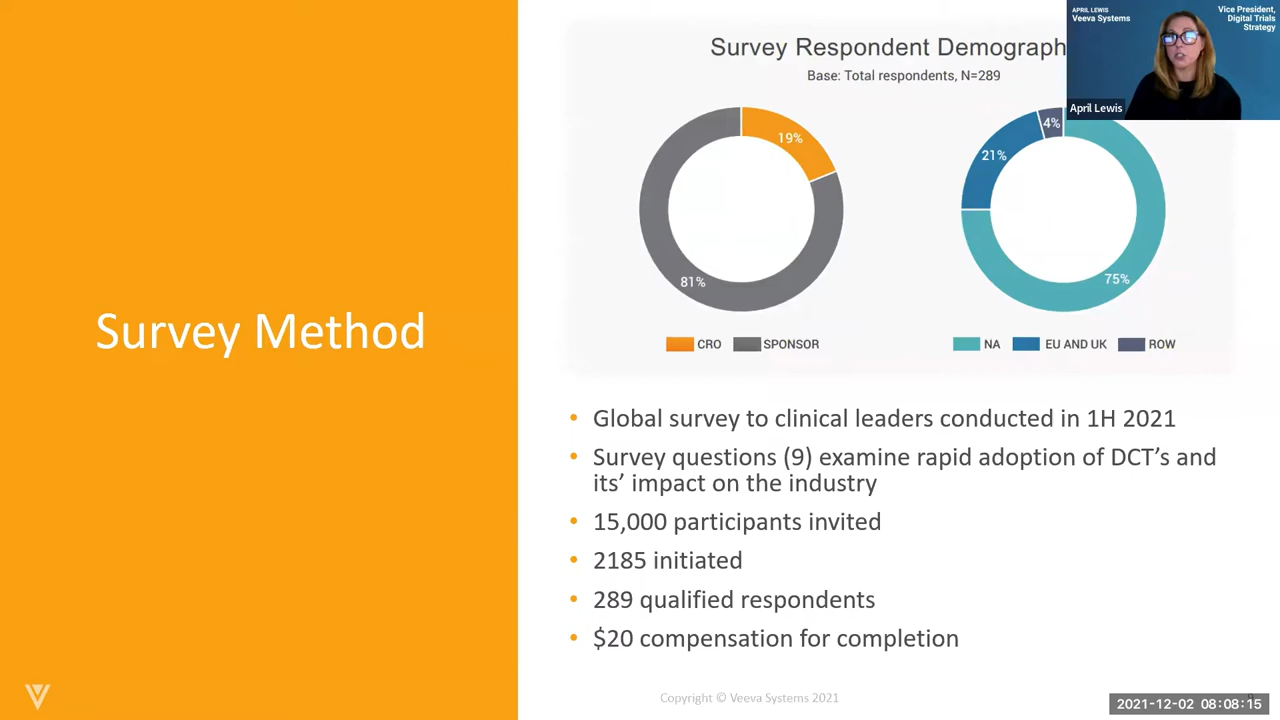 Survey Method
Survey Respondent Demograph
Base: Total respondents, N=289
19%
81%
CRO
SPONSOR
4%
21%
75%
NA
EU AND UK
ROW
• Global survey to clinical leaders conducted in 1H 2021
• Survey questions (9) examine rapid adoption of DCT's and
its' impact on the industry
• 15,000 participants invited
• 2185 initiated
• 289 qualified respondents
• $20 compensation for completion
Copyright © Veeva Systems 2021
APRIL LEWIS
Veeva Systems
Vice President,
Digital Trials
Strategy
April Lewis
2021-12-02 08:08:15